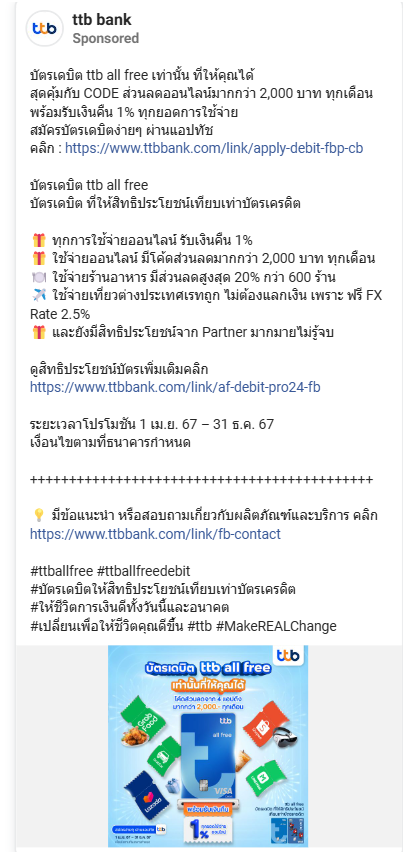 ttb
ttb bank
Sponsored
บัตรเดบิต ttb all free เท่านั้น ที่ให้คุณได้
สุดคุ้มกับ CODE ส่วนลดออนไลน์มากกว่า 2,000 บาท ทุกเดือน
พร้อมรับเงินคืน 1% ทุกยอดการใช้จ่าย
สมัครบัตรเดบิตง่ายๆ ผ่านแอปทัช
คลิก : https://www.ttbbank.com/link/apply-debit-fbp-cb
บัตรเดบิต ttb all free
บัตรเดบิต ที่ให้สิทธิประโยชน์เทียบเท่าบัตรเครดิต
🎁 ทุกการใช้จ่ายออนไลน์ รับเงินคืน 1%
🎁 ใช้จ่ายออนไลน์ มีโค้ดส่วนลดมากกว่า 2,000 บาท ทุกเดือน
🍽️ ใช้จ่ายร้านอาหาร มีส่วนลดสูงสุด 20% กว่า 600 ร้าน
✈️ ใช้จ่ายเที่ยวต่างประเทศเรทถูก ไม่ต้องแลกเงิน เพราะ ฟรี FX
Rate 2.5%
🎁 และยังมีสิทธิประโยชน์จาก Partner มากมายไม่รู้จบ
ดูสิทธิประโยชน์บัตรเพิ่มเติมคลิก
https://www.ttbbank.com/link/af-debit-pro24-fb
ระยะเวลาโปรโมชัน 1 เม.ย. 67 – 31 ธ.ค. 67
เงื่อนไขตามที่ธนาคารกำหนด
++++++++++++++++++++++++++++++++++++++++++++
💡 มีข้อแนะนำ หรือสอบถามเกี่ยวกับผลิตภัณฑ์และบริการ คลิก
https://www.ttbbank.com/link/fb-contact
#ttballfree #ttballfreedebit
#บัตรเดบิตให้สิทธิประโยชน์เทียบเท่าบัตรเครดิต
#ให้ชีวิตการเงินดีทั้งวันนี้และอนาคต
#เปลี่ยนเพื่อให้ชีวิตคุณดีขึ้น #ttb #MakeREALChange
ttb
บัตรเดบิต ttb all free
เท่านั้นที่ให้คุณได้
โค้ดส่วนลดจาก 4 แอปดัง
มากกว่า 2,000.- ทุกเดือน
Grab Food
ttb
all free
VISA
Lazada
พร้อมรับเงินคืน
1%